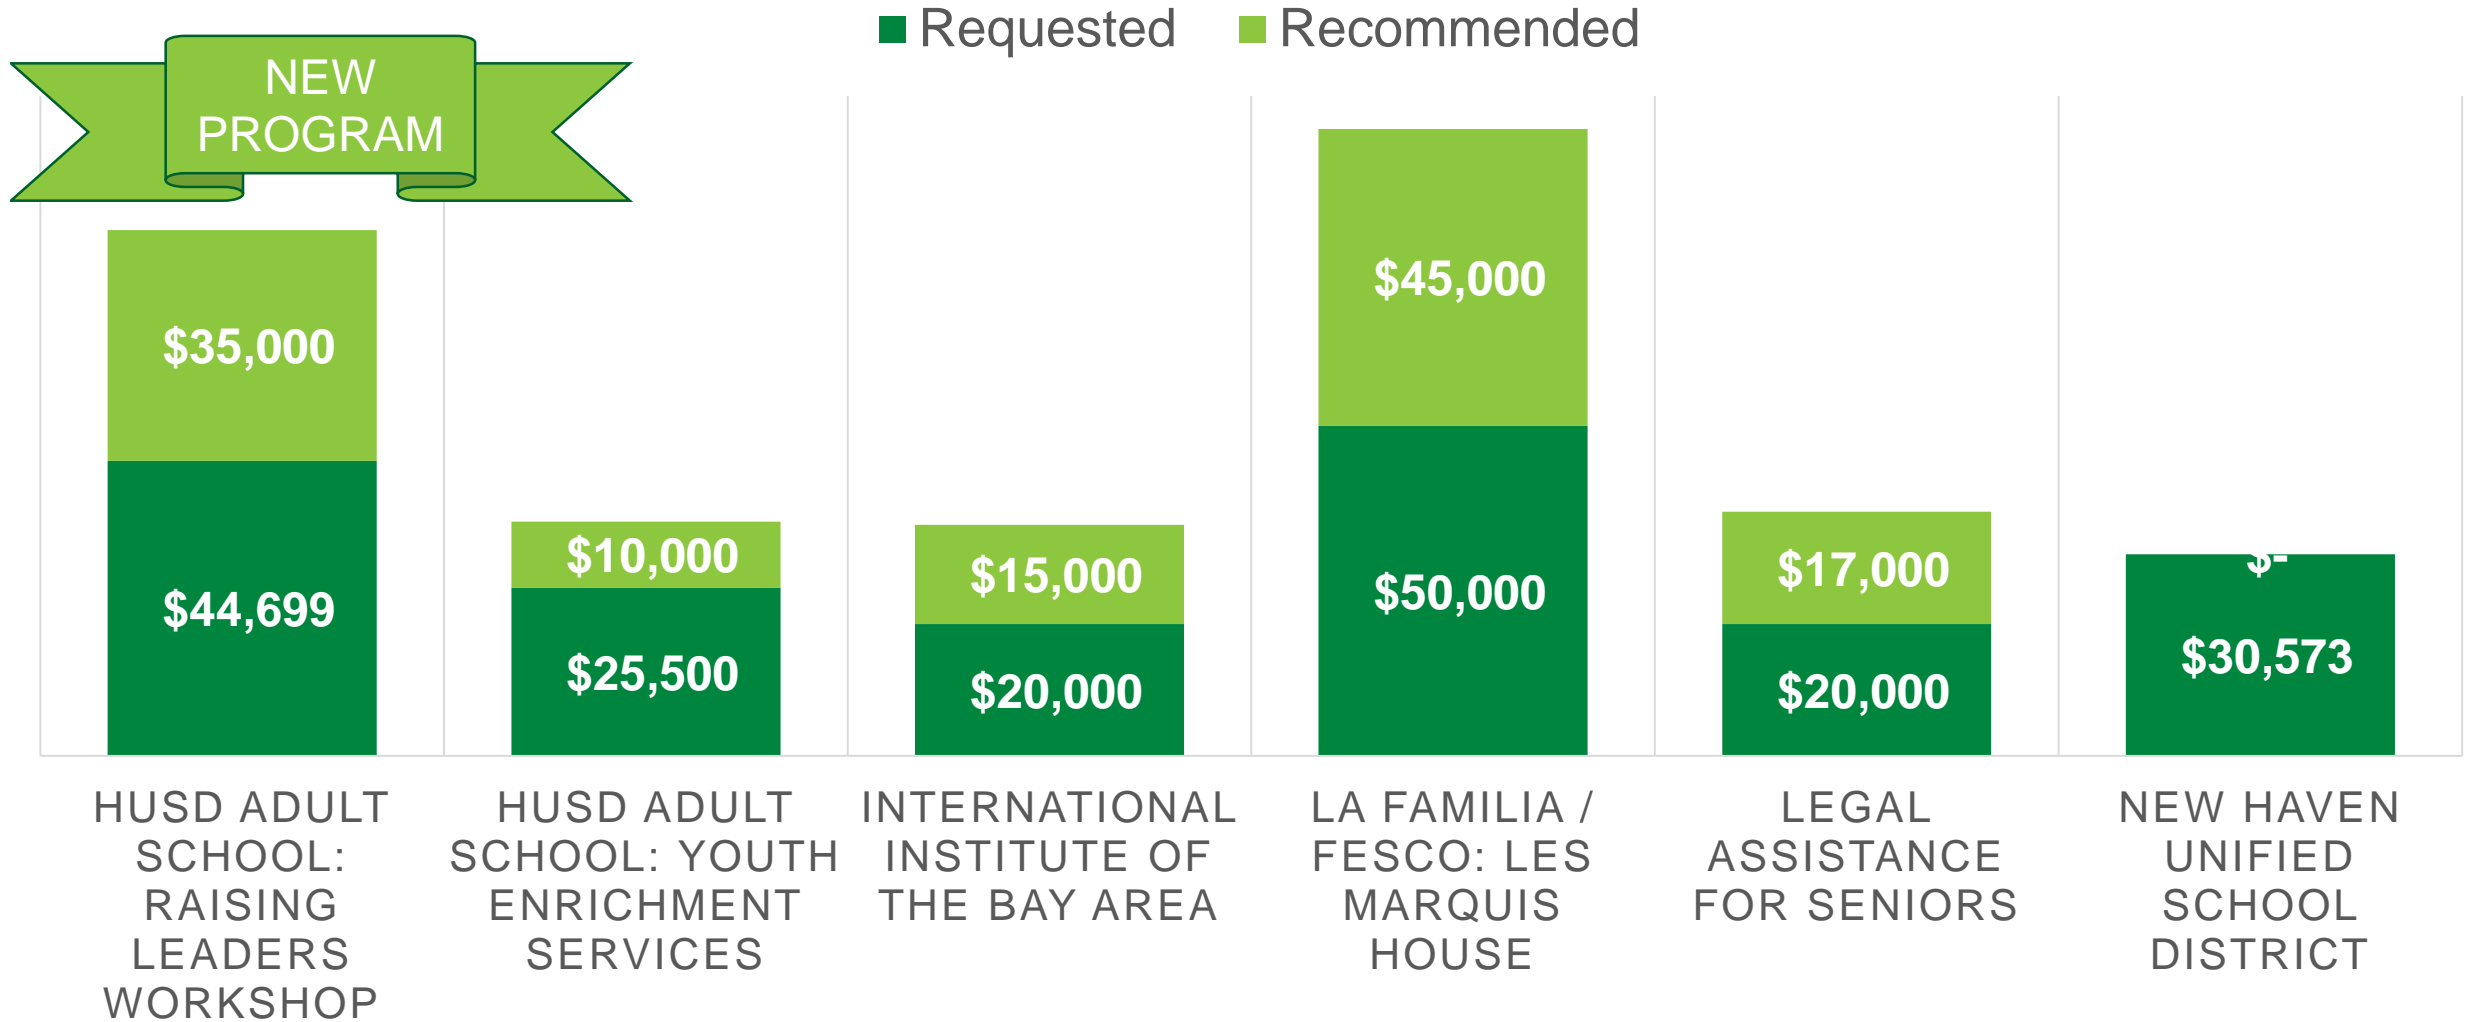 Requested Recommended
NEW
PROGRAM
$45,000
$35,000
$10,000
$15,000
$17,000
$-
$44,699
$25,500
$20,000
$50,000
$20,000
$30,573
HUSD ADULT
SCHOOL:
RAISING
LEADERS
WORKSHOP
HUSD ADULT
SCHOOL: YOUTH
ENRICHMENT
SERVICES
INTERNATIONAL
INSTITUTE OF
THE BAY AREA
LA FAMILIA /
FESCO: LES
MARQUIS
HOUSE
LEGAL
ASSISTANCE
FOR SENIORS
NEW HAVEN
UNIFIED
SCHOOL
DISTRICT